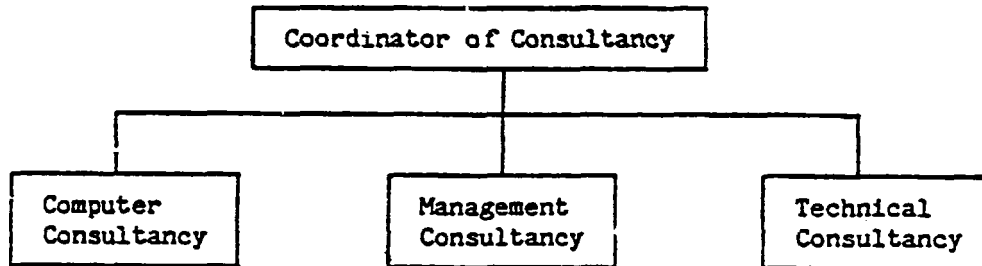 Coordinator of Consultancy
Computer
Consultancy
Management
Consultancy
Technical
Consultancy